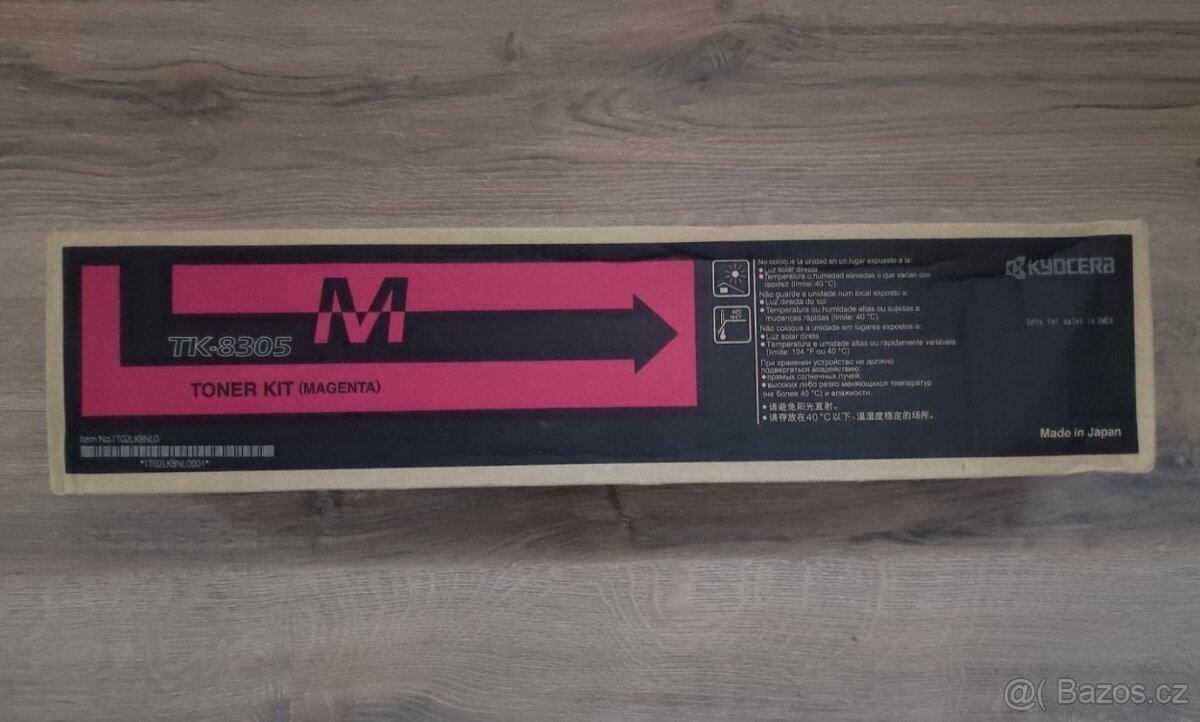 M
TK-8305
TONER KIT (MAGENTA)
Item No.1T02LKBNL0
*1T02LKBNL0001*
No coloque la unidad en un lugar expuesto a la:
●Luz solar directa
●Temperatura o humedad elevadas o que varían con
rapidez (límite: 40 °C)
Não guarde a unidade num local exposto a:
●Luz directa do sol
●Temperatura ou humidade altas ou sujeitas a
mudanças rápidas (limite: 40 °C)
Não coloque a unidade em lugares expostos a:
●Luz solar direta
●Temperatura e umidade altas ou rapidamente variáveis
(limite: 104 °F ou 40 °C)
При хранении устройство не должно
подвергаться воздействию:
●прямых солнечных лучей;
●высоких либо резко меняющихся температур
(не более 40 °C) и влажности.
●请避免阳光直射。
●请存放在40 °C以下、温湿度稳定的场所。
KYOCERA
Only for sales in EMEA
Made in Japan
@( Bazos.cz